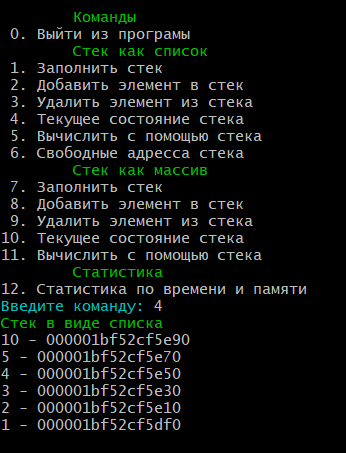 Команды
0. Выйти из програмы
Стек как список
1. Заполнить стек
2. Добавить элемент в стек
3. Удалить элемент из стека
4. Текущее состояние стека
5. Вычислить с помощью стека
6. Свободные адресса стека
Стек как массив
7. Заполнить стек
8. Добавить элемент в стек
9. Удалить элемент из стека
10. Текущее состояние стека
11. Вычислить с помощью стека
Статистика
12. Статистика по времени и памяти
Введите команду: 4
Стек в виде списка
10 - 000001bf52cf5e90
5 - 000001bf52cf5e70
4 - 000001bf52cf5e50
3 - 000001bf52cf5e30
2 - 000001bf52cf5e10
1 - 000001bf52cf5df0